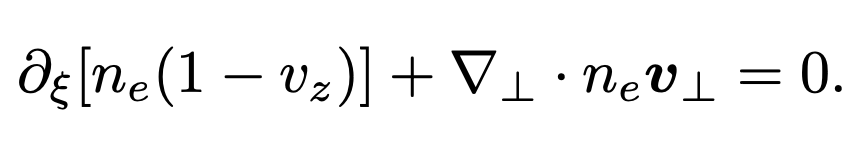 ∂_ξ[n_e(1 − v_z)] + ∇_⊥ · n_e𝒗_⊥ = 0.